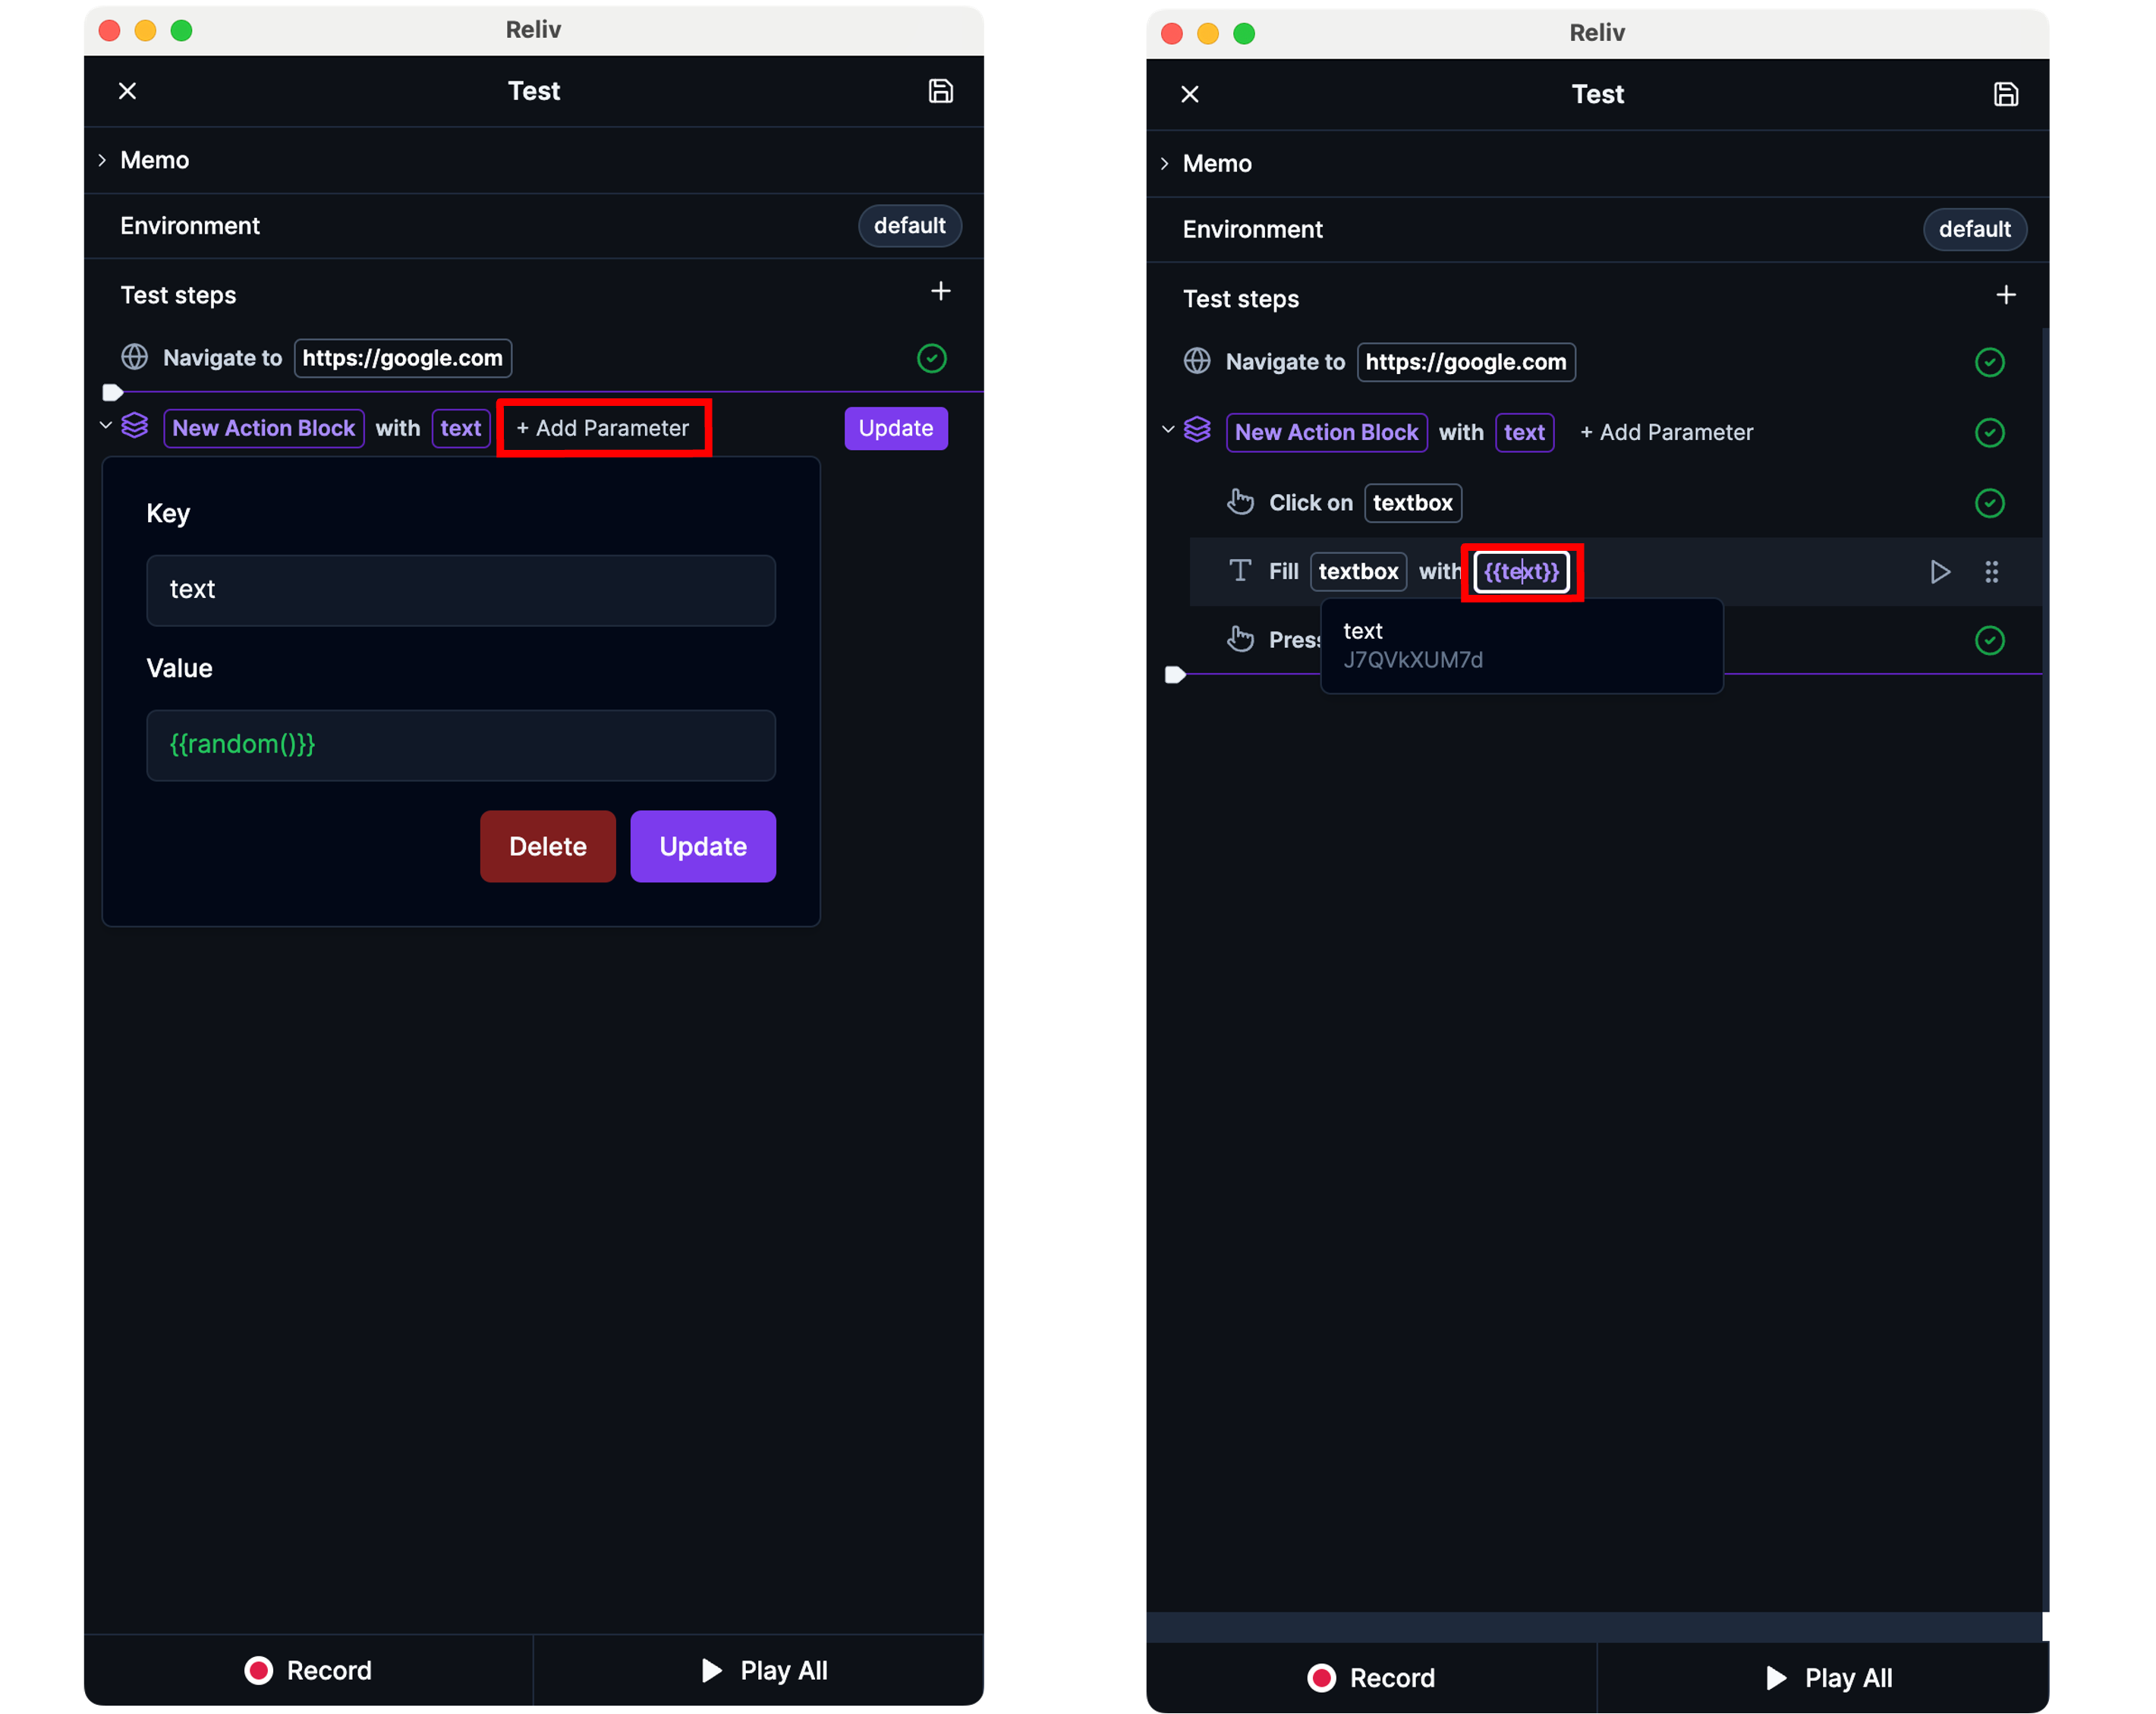 Reliv
Test
Memo
Environment default
Test steps
Navigate to https://google.com
New Action Block with text + Add Parameter Update
Key
text
Value
{{random()}}
Delete Update
Record Play All
Reliv
Test
Memo
Environment default
Test steps
Navigate to https://google.com
New Action Block with text + Add Parameter
Click on textbox
Fill textbox with {{text}}
Press
text
J7QVkXUM7d
Record Play All